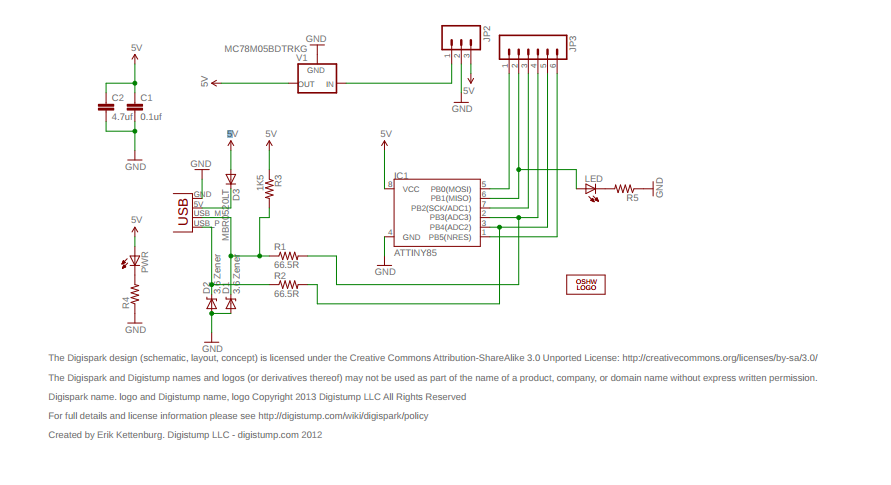 JP2
1 2 3
5V
GND
JP3
1 2 3 4 5 6
MC78M05BDTRKG
V1
GND
GND
OUT IN
5V
5V
C2
4.7uf
C1
0.1uf
GND
5V
5V
5V
GND
USB
GND
5V
USB_M
USB_P
D3
MBR0520LT
1K5
R3
IC1
8 VCC
4 GND
PB0(MOSI) 5
PB1(MISO) 6
PB2(SCK/ADC1) 7
PB3(ADC3) 2
PB4(ADC2) 3
PB5(NRES) 1
ATTINY85
GND
LED
R5
GND
5V
PWR
R4
GND
D2
3.6 Zener
D1
3.6 Zener
GND
R1
66.5R
R2
66.5R
OSHW
LOGO
The Digispark design (schematic, layout, concept) is licensed under the Creative Commons Attribution-ShareAlike 3.0 Unported License: http://creativecommons.org/licenses/by-sa/3.0/
The Digispark and Digistump names and logos (or derivatives thereof) may not be used as part of the name of a product, company, or domain name without express written permission.
Digispark name. logo and Digistump name, logo Copyright 2013 Digistump LLC All Rights Reserved
For full details and license information please see http://digistump.com/wiki/digispark/policy
Created by Erik Kettenburg. Digistump LLC - digistump.com 2012